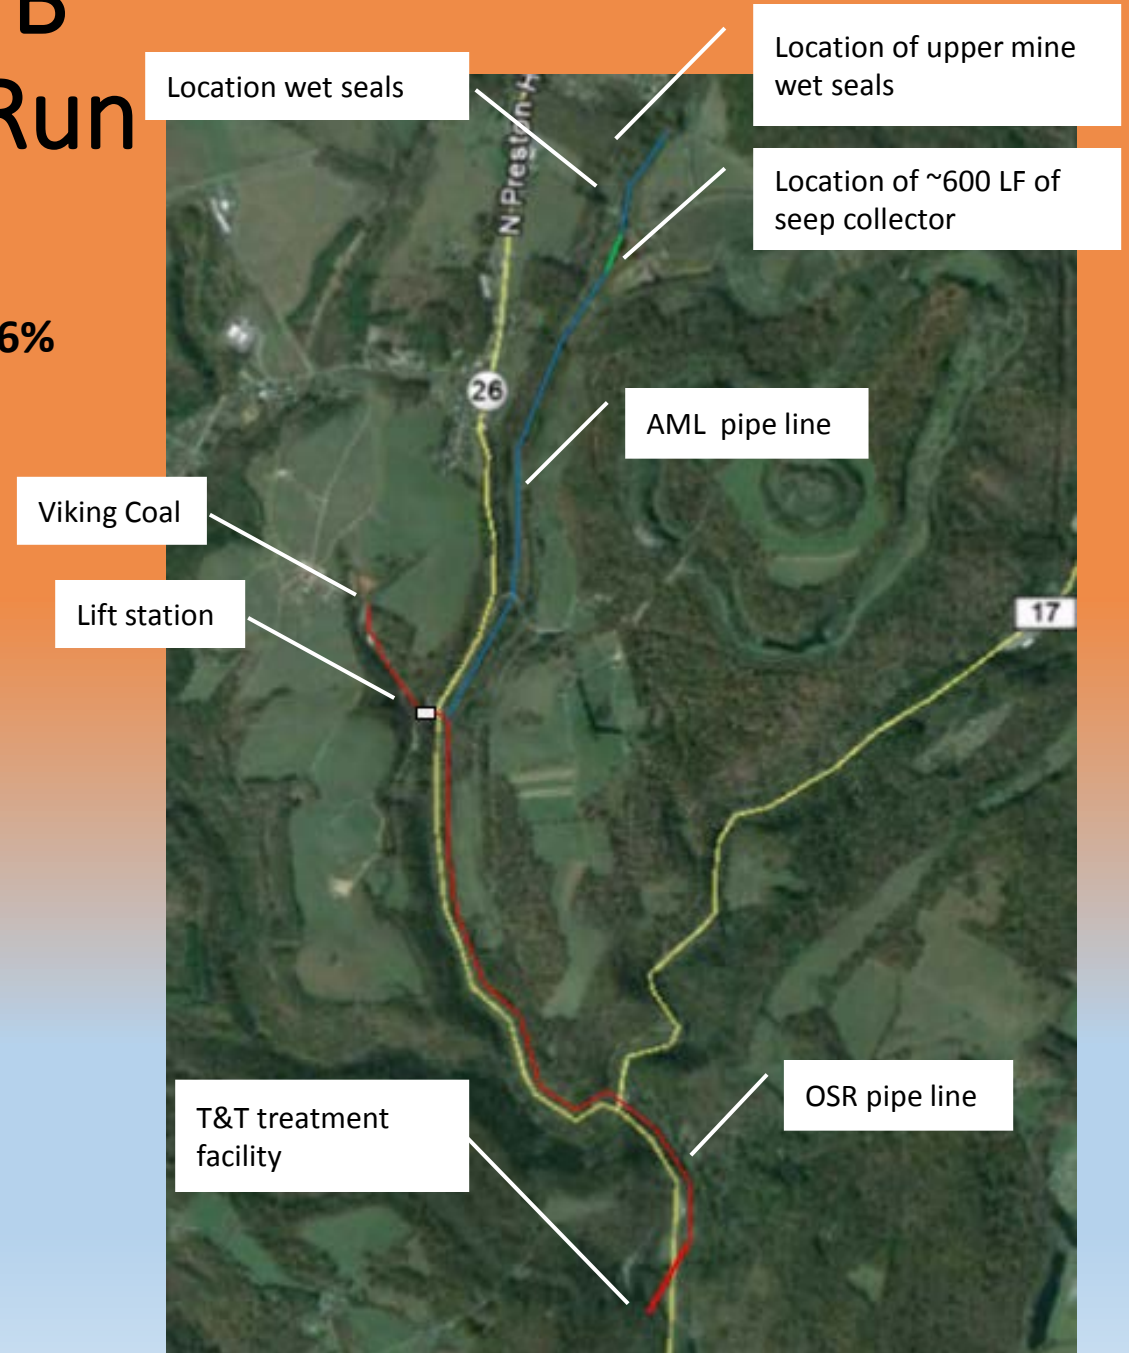 B
Run
Location of upper mine
wet seals
Location wet seals
N Preston
Location of ~600 LF of
seep collector
6%
26
AML pipe line
Viking Coal
Lift station
17
OSR pipe line
T&T treatment
facility